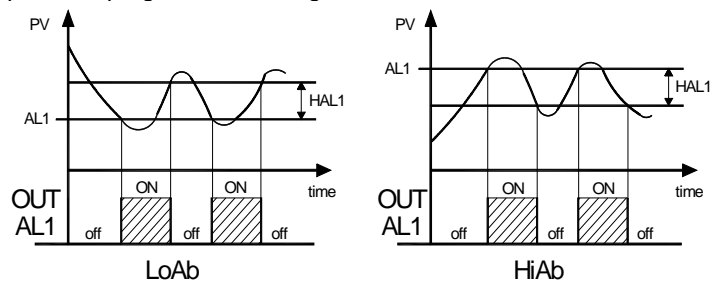 PV
HAL1
AL1
time
ON ON
OUT
AL1
off off off
LoAb
PV
AL1
HAL1
time
ON ON
OUT
AL1
off off off
HiAb